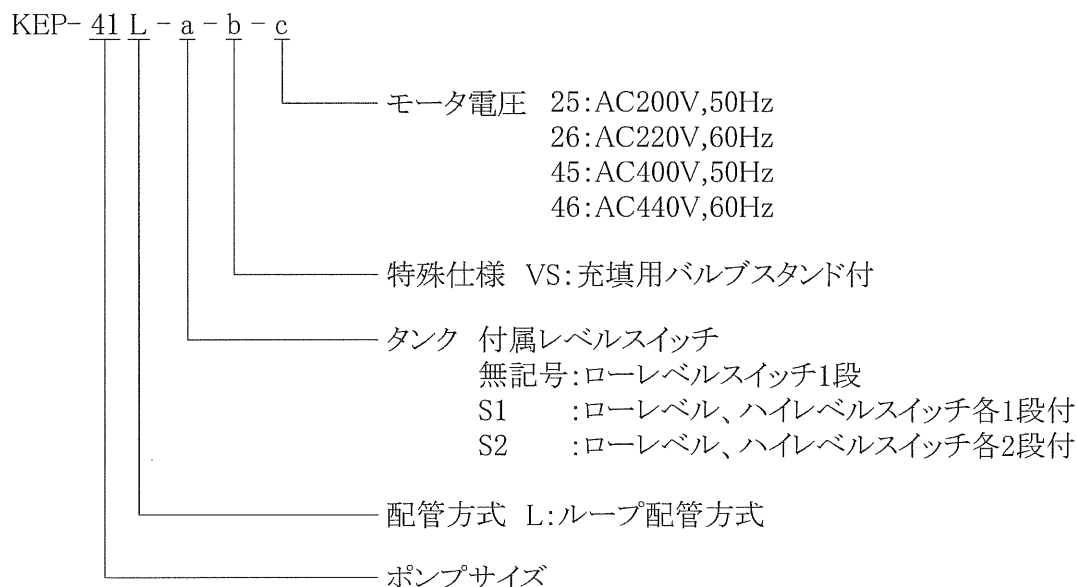 KEP-41L-a-b-c
モータ電圧 25:AC200V,50Hz
26:AC220V,60Hz
45:AC400V,50Hz
46:AC440V,60Hz
特殊仕様 VS:充填用バルブスタンド付
タンク 付属レベルスイッチ
無記号:ローレベルスイッチ1段
S1 :ローレベル、ハイレベルスイッチ各1段付
S2 :ローレベル、ハイレベルスイッチ各2段付
配管方式 L:ループ配管方式
ポンプサイズ